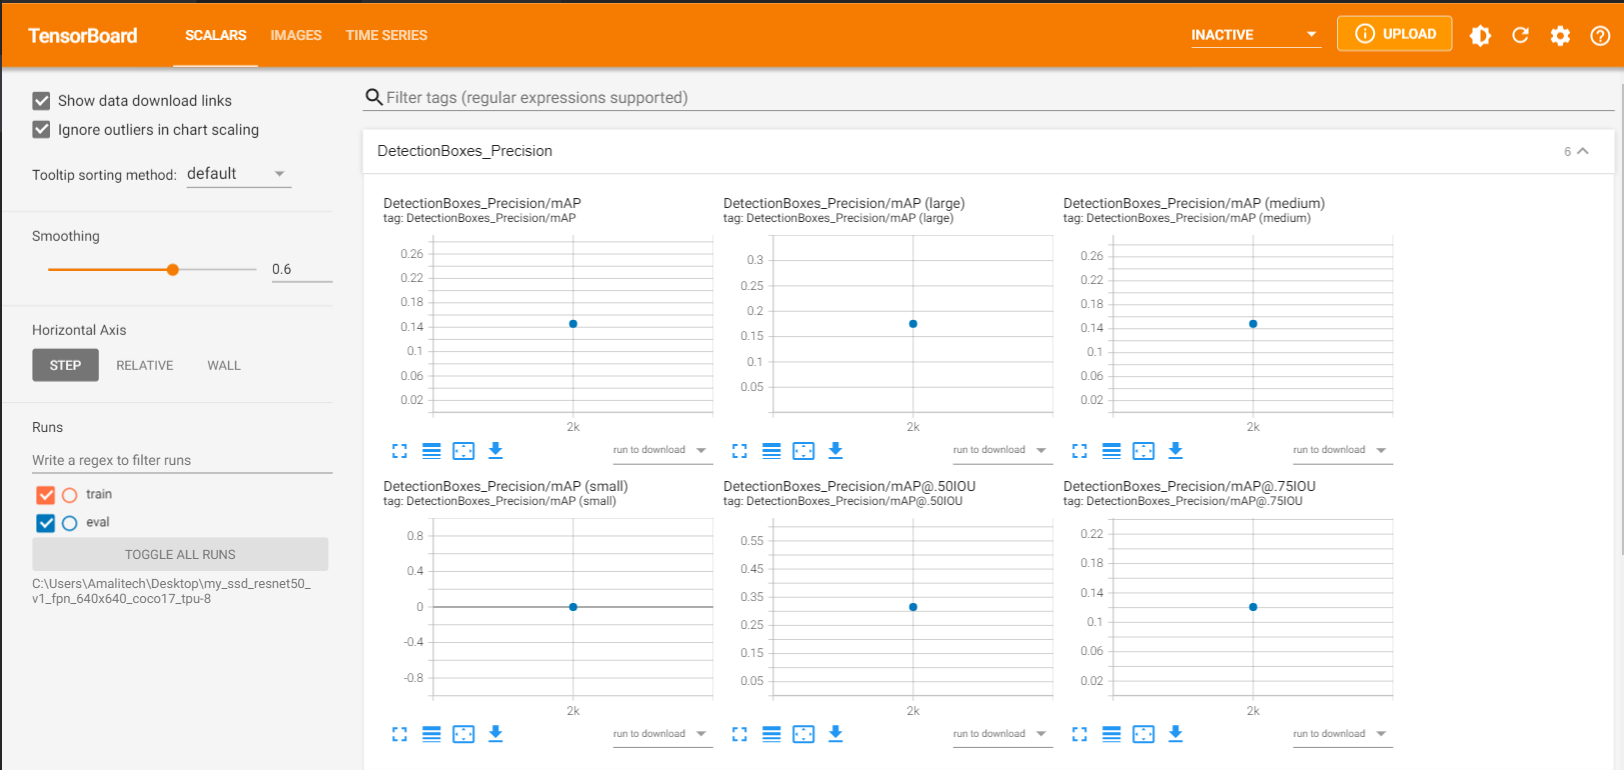 TensorBoard SCALARS IMAGES TIME SERIES INACTIVE UPLOAD
Show data download links
Ignore outliers in chart scaling
Tooltip sorting method: default
Smoothing
0.6
Horizontal Axis
STEP RELATIVE WALL
Runs
Write a regex to filter runs
train
eval
TOGGLE ALL RUNS
C:\Users\Amalitech\Desktop\my_ssd_resnet50_
v1_fpn_640x640_coco17_tpu-8
Filter tags (regular expressions supported)
DetectionBoxes_Precision 6
DetectionBoxes_Precision/mAP
tag: DetectionBoxes_Precision/mAP
0.26
0.22
0.18
0.14
0.1
0.06
0.02
2k
run to download
DetectionBoxes_Precision/mAP (large)
tag: DetectionBoxes_Precision/mAP (large)
0.3
0.25
0.2
0.15
0.1
0.05
2k
run to download
DetectionBoxes_Precision/mAP (medium)
tag: DetectionBoxes_Precision/mAP (medium)
0.26
0.22
0.18
0.14
0.1
0.06
0.02
2k
run to download
DetectionBoxes_Precision/mAP (small)
tag: DetectionBoxes_Precision/mAP (small)
0.8
0.4
0
-0.4
-0.8
2k
run to download
DetectionBoxes_Precision/mAP@.50IOU
tag: DetectionBoxes_Precision/mAP@.50IOU
0.55
0.45
0.35
0.25
0.15
0.05
2k
run to download
DetectionBoxes_Precision/mAP@.75IOU
tag: DetectionBoxes_Precision/mAP@.75IOU
0.22
0.18
0.14
0.1
0.06
0.02
2k
run to download